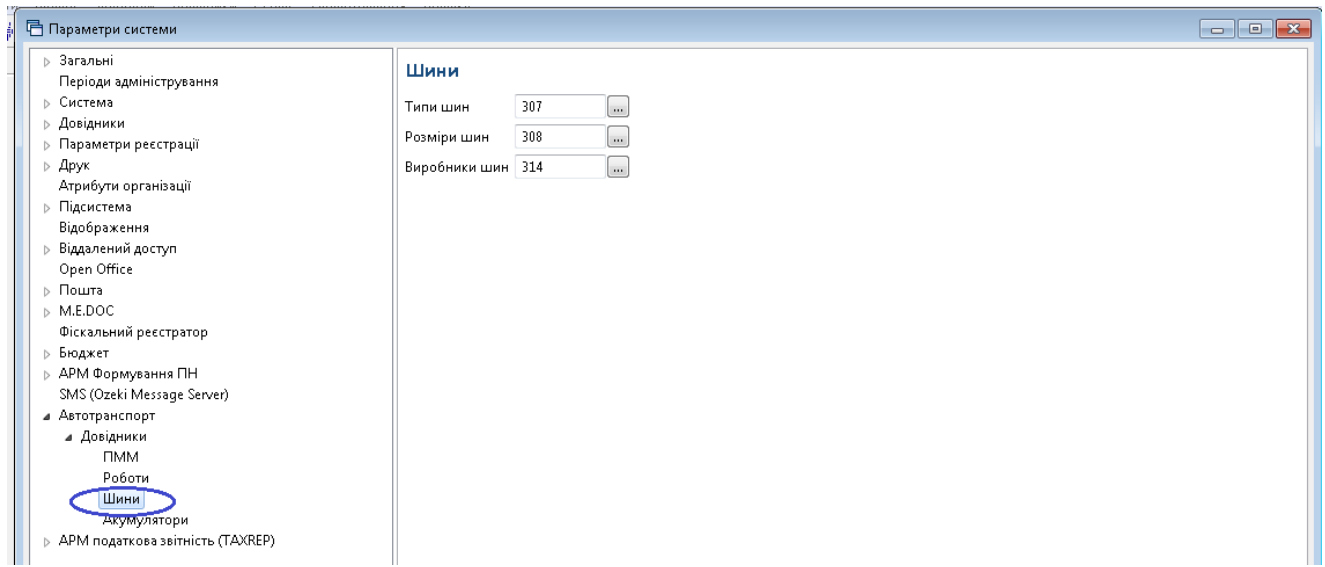 Параметри системи
Загальні
Періоди адміністрування
Система
Довідники
Параметри реєстрації
Друк
Атрибути організації
Підсистема
Відображення
Віддалений доступ
Open Office
Пошта
M.E.DOC
Фіскальний реєстратор
Бюджет
АРМ Формування ПН
SMS (Ozeki Message Server)
Автотранспорт
Довідники
ПММ
Роботи
Шини
Акумулятори
АРМ податкова звітність (TAXREP)
Шини
Типи шин 307 ...
Розміри шин 308 ...
Виробники шин 314 ...